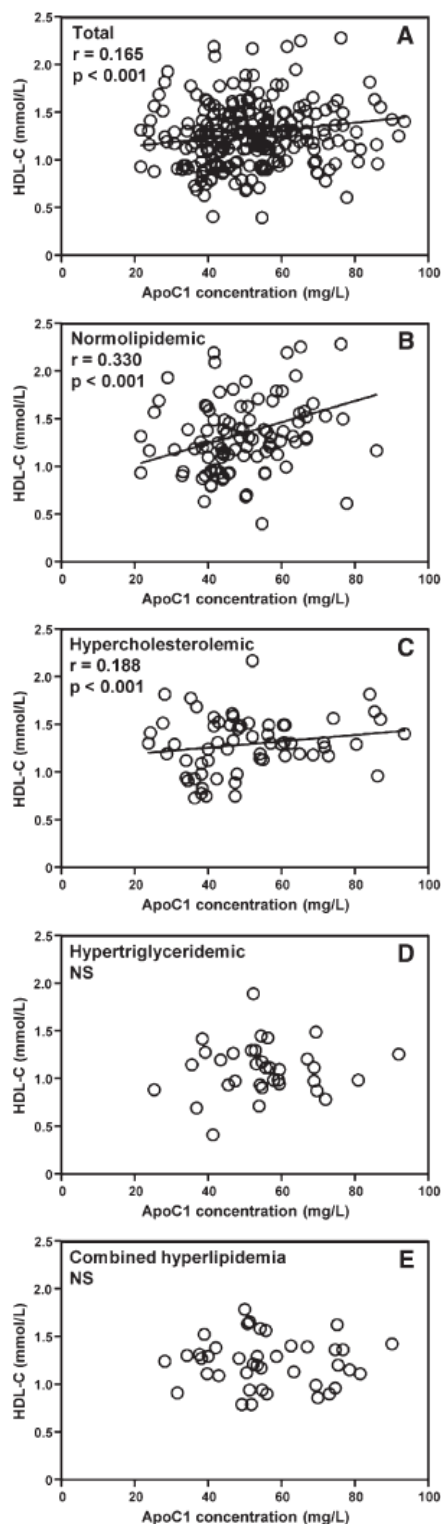 Total
A
r = 0.165
p < 0.001
2.5
2.0
1.5
1.0
0.5
0
0 20 40 60 80 100
HDL-C (mmol/L)
ApoC1 concentration (mg/L)
Normolipidemic
B
r = 0.330
p < 0.001
2.5
2.0
1.5
1.0
0.5
0
0 20 40 60 80 100
HDL-C (mmol/L)
ApoC1 concentration (mg/L)
Hypercholesterolemic
C
r = 0.188
p < 0.001
2.5
2.0
1.5
1.0
0.5
0
0 20 40 60 80 100
HDL-C (mmol/L)
ApoC1 concentration (mg/L)
Hypertriglyceridemic
D
NS
2.5
2.0
1.5
1.0
0.5
0
0 20 40 60 80 100
HDL-C (mmol/L)
ApoC1 concentration (mg/L)
Combined hyperlipidemia
E
NS
2.5
2.0
1.5
1.0
0.5
0
0 20 40 60 80 100
HDL-C (mmol/L)
ApoC1 concentration (mg/L)